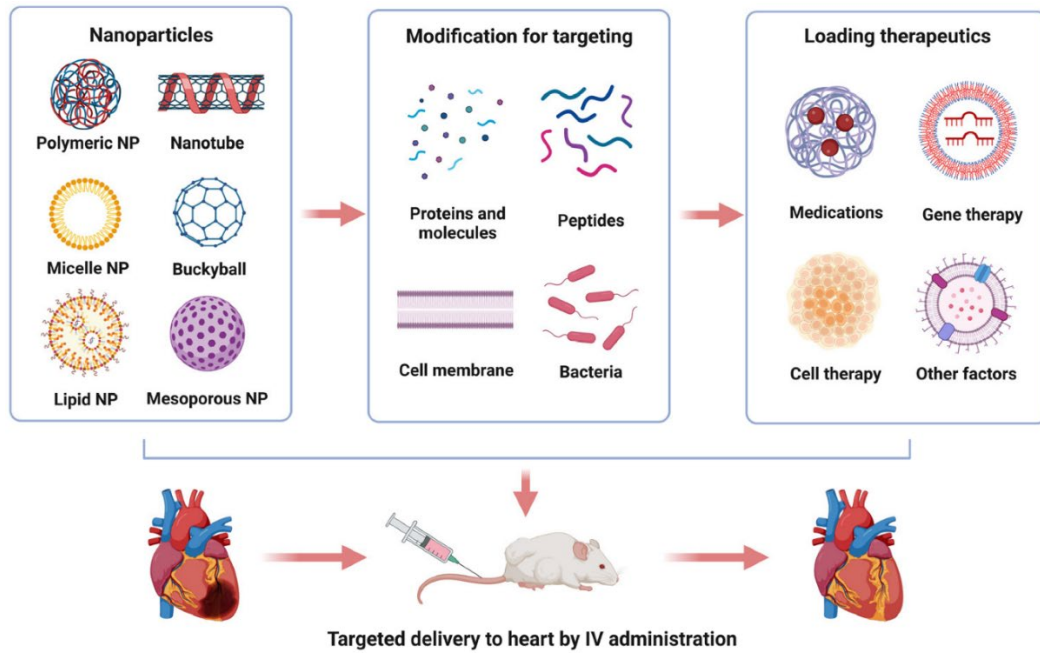 Nanoparticles
Polymeric NP
Nanotube
Micelle NP
Buckyball
Lipid NP
Mesoporous NP
Modification for targeting
Proteins and
molecules
Peptides
Cell membrane
Bacteria
Loading therapeutics
Medications
Gene therapy
Cell therapy
Other factors
Targeted delivery to heart by IV administration